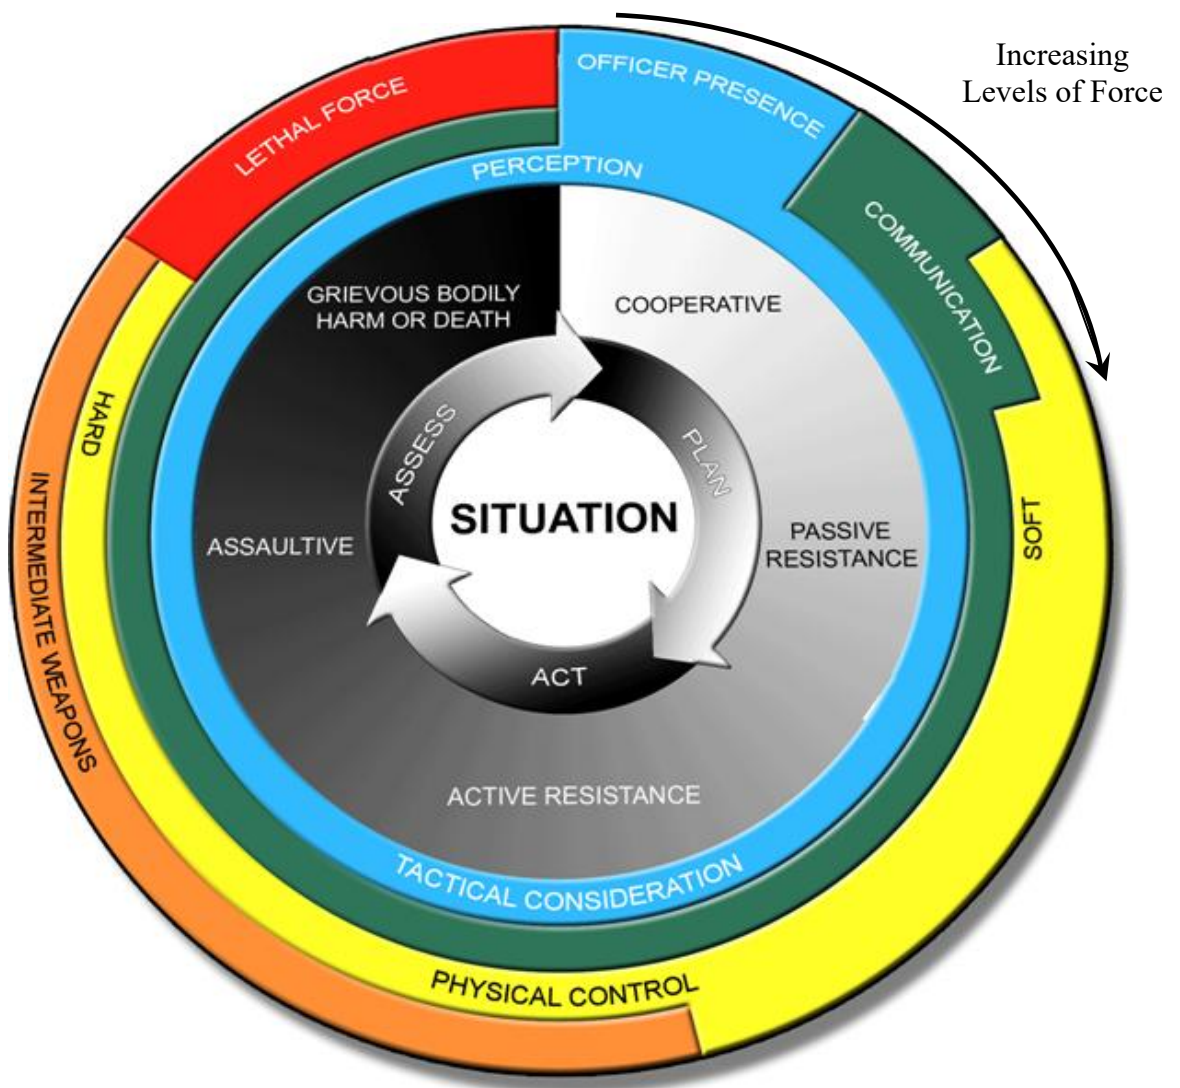 Increasing
Levels of Force
OFFICER PRESENCE
LETHAL FORCE
PERCEPTION
COMMUNICATION
GRIEVOUS BODILY
HARM OR DEATH
COOPERATIVE
HARD
ASSESS
PLAN
SITUATION
SOFT
PASSIVE
RESISTANCE
ASSAULTIVE
INTERMEDIATE WEAPONS
ACT
ACTIVE RESISTANCE
TACTICAL CONSIDERATION
PHYSICAL CONTROL